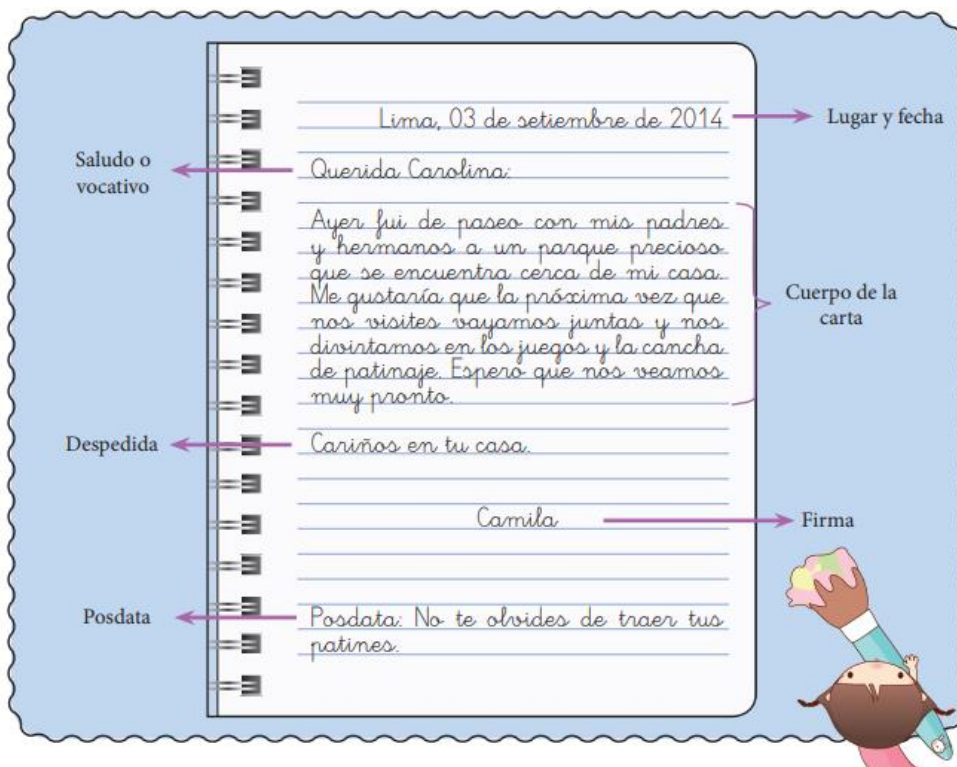 Lima, 03 de setiembre de 2014
Lugar y fecha
Saludo o
vocativo
Querida Carolina:
Ayer fui de paseo con mis padres
y hermanos a un parque precioso
que se encuentra cerca de mi casa.
Me gustaría que la próxima vez que
nos visites vayamos juntas y nos
divirtamos en los juegos y la cancha
de patinaje. Espero que nos veamos
muy pronto.
Cuerpo de la
carta
Despedida
Cariños en tu casa.
Camila
Firma
Posdata
Posdata: No te olvides de traer tus
patines.